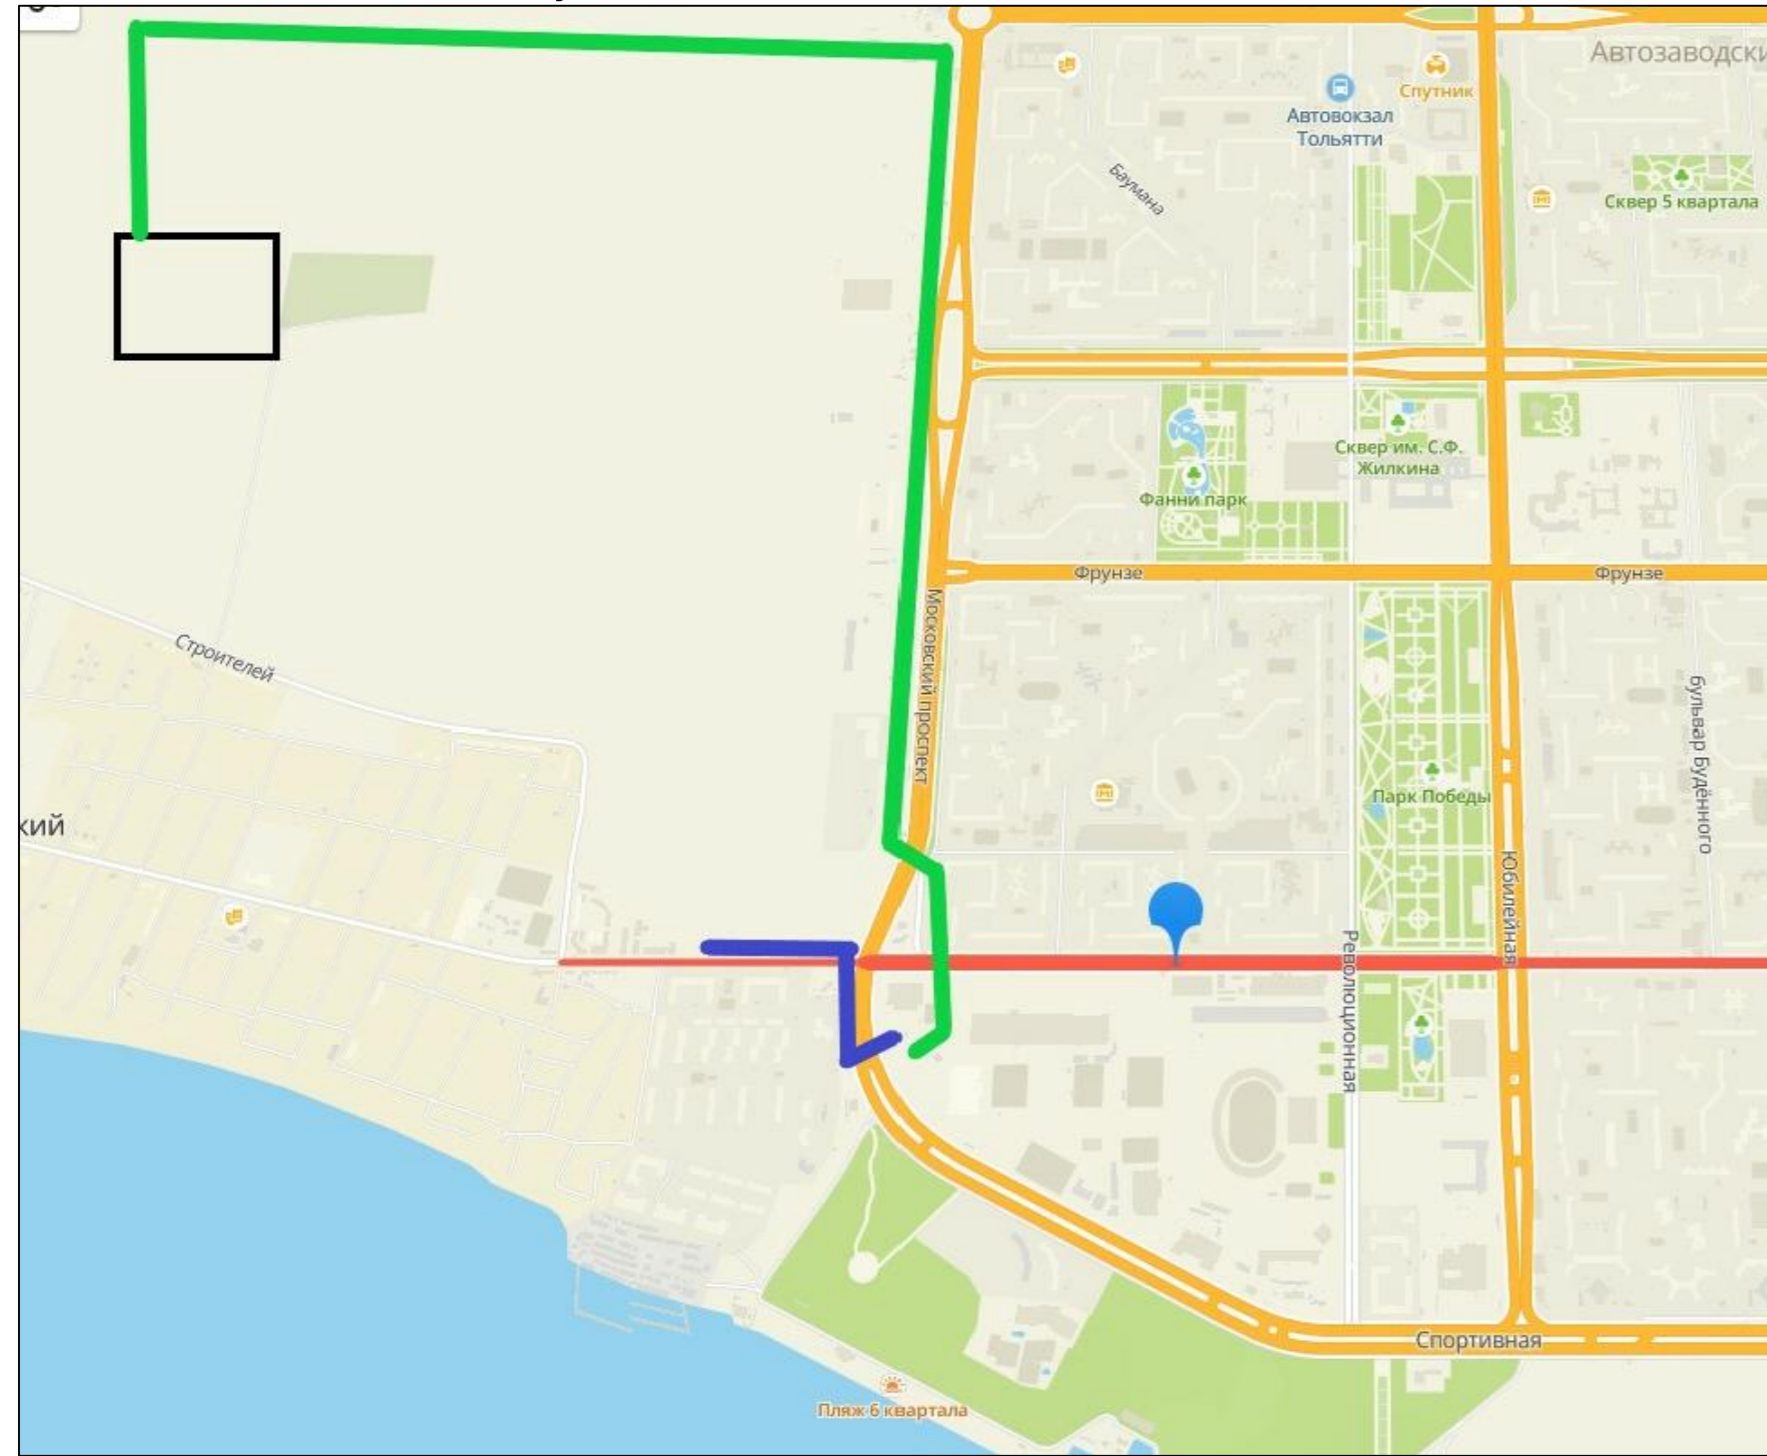 Автозаводски
Спутник
Автовокзал
Тольятти
Баумана
Сквер 5 квартала
Сквер им. С.Ф.
Жилкина
Фанни парк
Фрунзе
Фрунзе
Московский проспект
Строителей
бульвар Будённого
Парк Победы
кий
Юбилейная
Революционная
Спортивная
Пляж 6 квартала